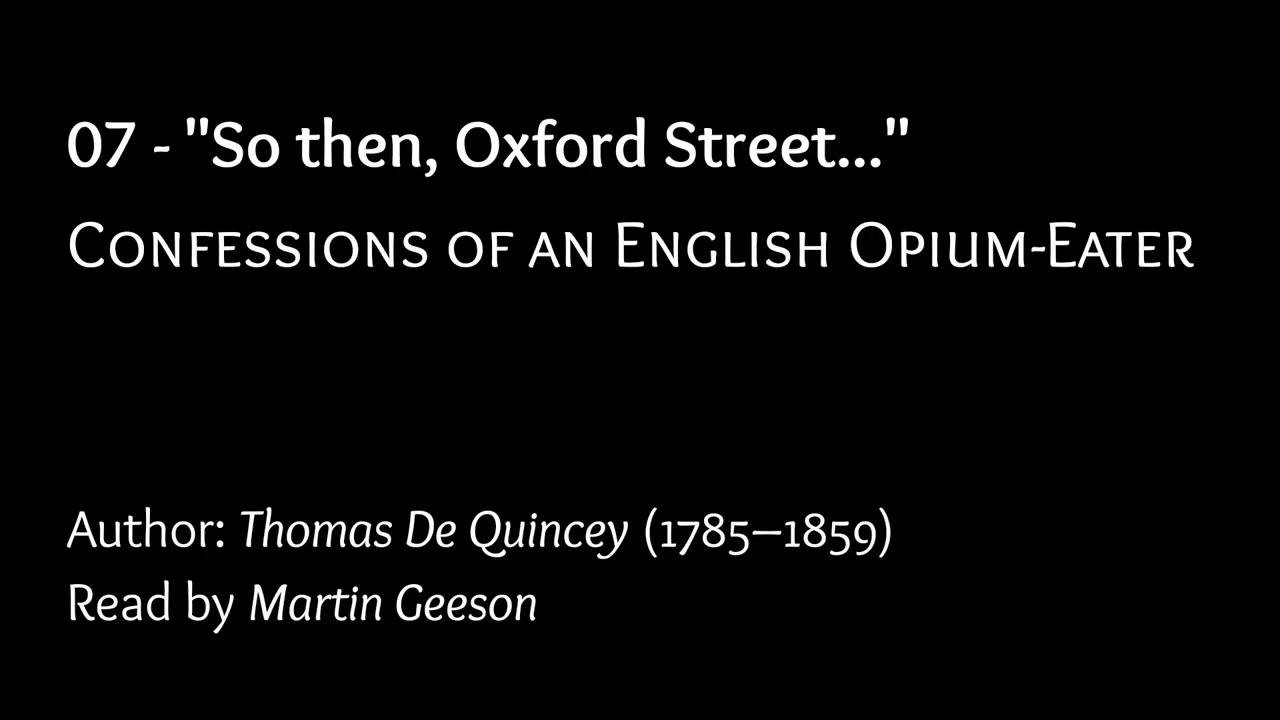 07 - "So then, Oxford Street..."
Confessions of an English Opium-Eater
Author: Thomas De Quincey (1785–1859)
Read by Martin Geeson